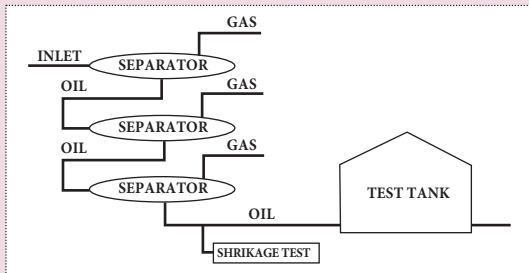 GAS
INLET
SEPARATOR
OIL
GAS
SEPARATOR
OIL
GAS
SEPARATOR
TEST TANK
OIL
SHRIKAGE TEST